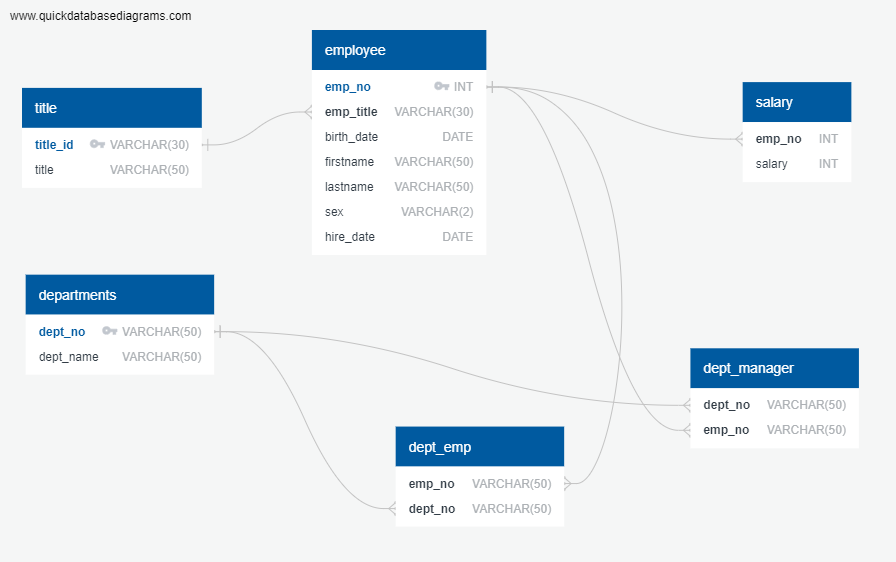 www.quickdatabasediagrams.com
title
title_id VARCHAR(30)
title VARCHAR(50)
employee
emp_no INT
emp_title VARCHAR(30)
birth_date DATE
firstname VARCHAR(50)
lastname VARCHAR(50)
sex VARCHAR(2)
hire_date DATE
salary
emp_no INT
salary INT
departments
dept_no VARCHAR(50)
dept_name VARCHAR(50)
dept_emp
emp_no VARCHAR(50)
dept_no VARCHAR(50)
dept_manager
dept_no VARCHAR(50)
emp_no VARCHAR(50)